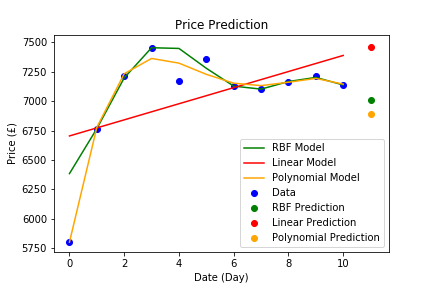 Price Prediction
7500
7250
7000
6750
6500
6250
6000
5750
Price (£)
0
2
4
6
8
10
Date (Day)
RBF Model
Linear Model
Polynomial Model
Data
RBF Prediction
Linear Prediction
Polynomial Prediction